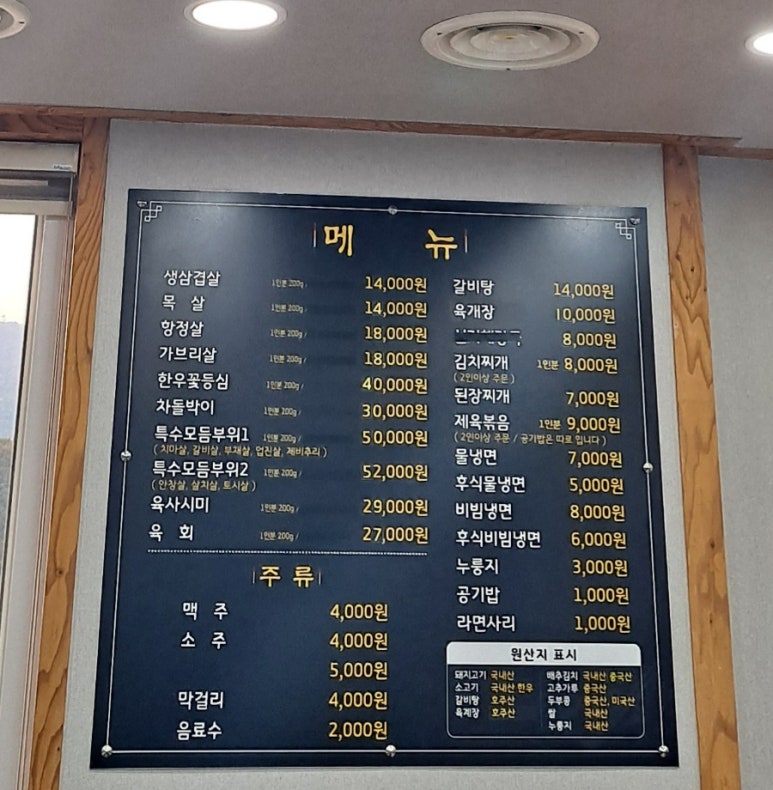 메 뉴
생삼겹살 1인분 200g / 14,000원
목 살 1인분 200g / 14,000원
항정살 1인분 200g / 18,000원
가브리살 1인분 200g / 18,000원
한우꽃등심 1인분 200g / 40,000원
차돌박이 1인분 200g / 30,000원
특수모듬부위1 1인분 200g / 50,000원
( 치마살, 갈비살, 부채살, 업진살, 제비추리 )
특수모듬부위2 1인분 200g / 52,000원
( 안창살, 살치살, 토시살 )
육사시미 1인분 200g / 29,000원
육 회 1인분 200g / 27,000원
주 류
맥 주 4,000원
소 주 4,000원
5,000원
막걸리 4,000원
음료수 2,000원
갈비탕 14,000원
육개장 10,000원
8,000원
김치찌개 1인분 8,000원
( 2인이상 주문 )
된장찌개 7,000원
제육볶음 1인분 9,000원
( 2인이상 주문 / 공기밥은 따로 입니다 )
물냉면 7,000원
후식물냉면 5,000원
비빔냉면 8,000원
후식비빔냉면 6,000원
누룽지 3,000원
공기밥 1,000원
라면사리 1,000원
원산지 표시
돼지고기 국내산
소고기 국내산 한우
갈비탕 호주산
육계장 호주산
배추김치 국내산 중국산
고추가루 중국산
두부콩 중국산, 미국산
쌀 국내산
누룽지 국내산